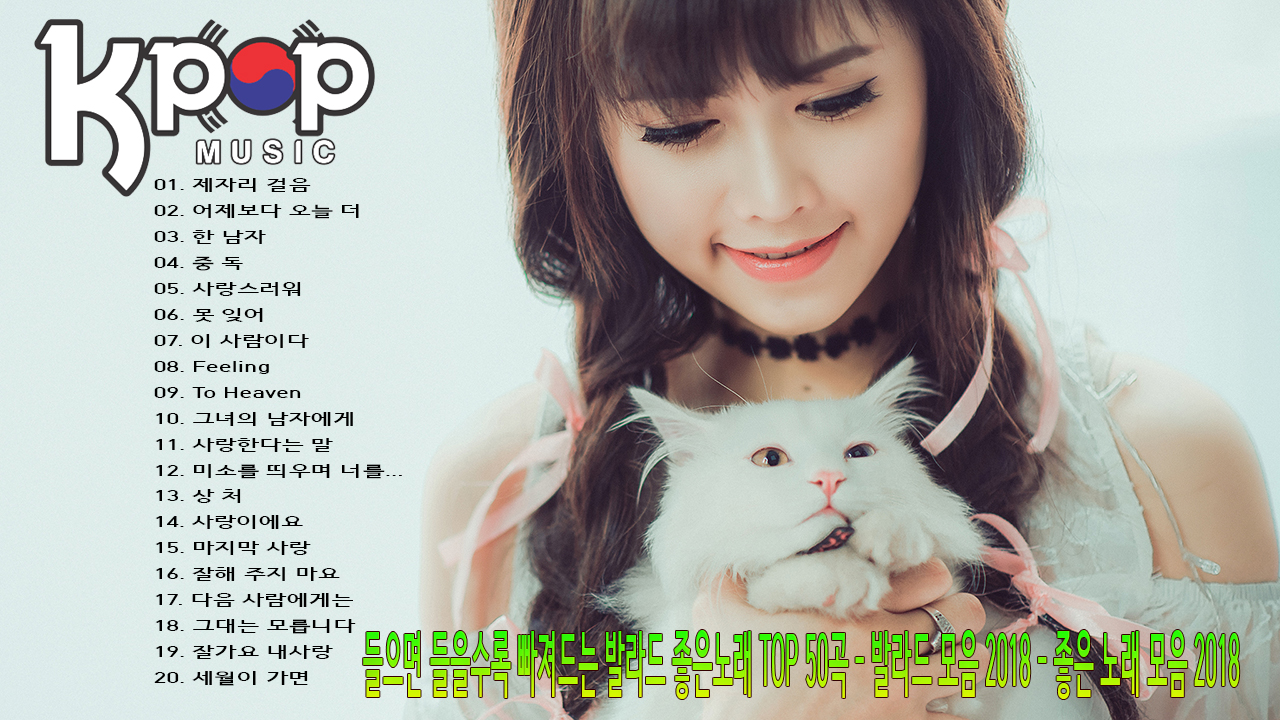 Kpop
MUSIC
01. 제자리 걸음
02. 어제보다 오늘 더
03. 한 남자
04. 중 독
05. 사랑스러워
06. 못 잊어
07. 이 사람이다
08. Feeling
09. To Heaven
10. 그녀의 남자에게
11. 사랑한다는 말
12. 미소를 띄우며 너를...
13. 상 처
14. 사랑이에요
15. 마지막 사랑
16. 잘해 주지 마요
17. 다음 사람에게는
18. 그대는 모릅니다
19. 잘가요 내사랑
20. 세월이 가면
들으면 들을수록 빠져드는 발라드 좋은노래 TOP 50곡 - 발라드 모음 2018 - 좋은 노래 모음 2018